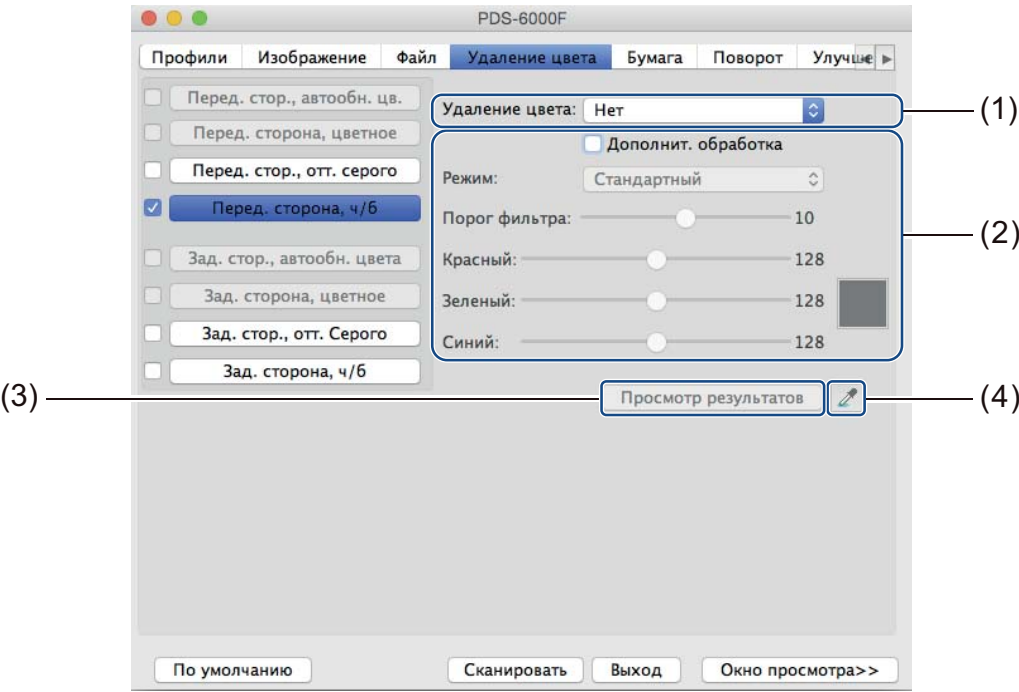 PDS-6000F
Профили Изображение Файл Удаление цвета Бумага Поворот Улучше
Перед. стор., автообн. цв.
Перед. сторона, цветное
Перед. стор., отт. серого
Перед. сторона, ч/б
Зад. стор., автообн. цвета
Зад. сторона, цветное
Зад. стор., отт. Серого
Зад. сторона, ч/б
Удаление цвета: Нет
(1)
Дополнит. обработка
Режим: Стандартный
Порог фильтра: 10
(2)
Красный: 128
Зеленый: 128
Синий: 128
(3)
Просмотр результатов
(4)
По умолчанию Сканировать Выход Окно просмотра>>